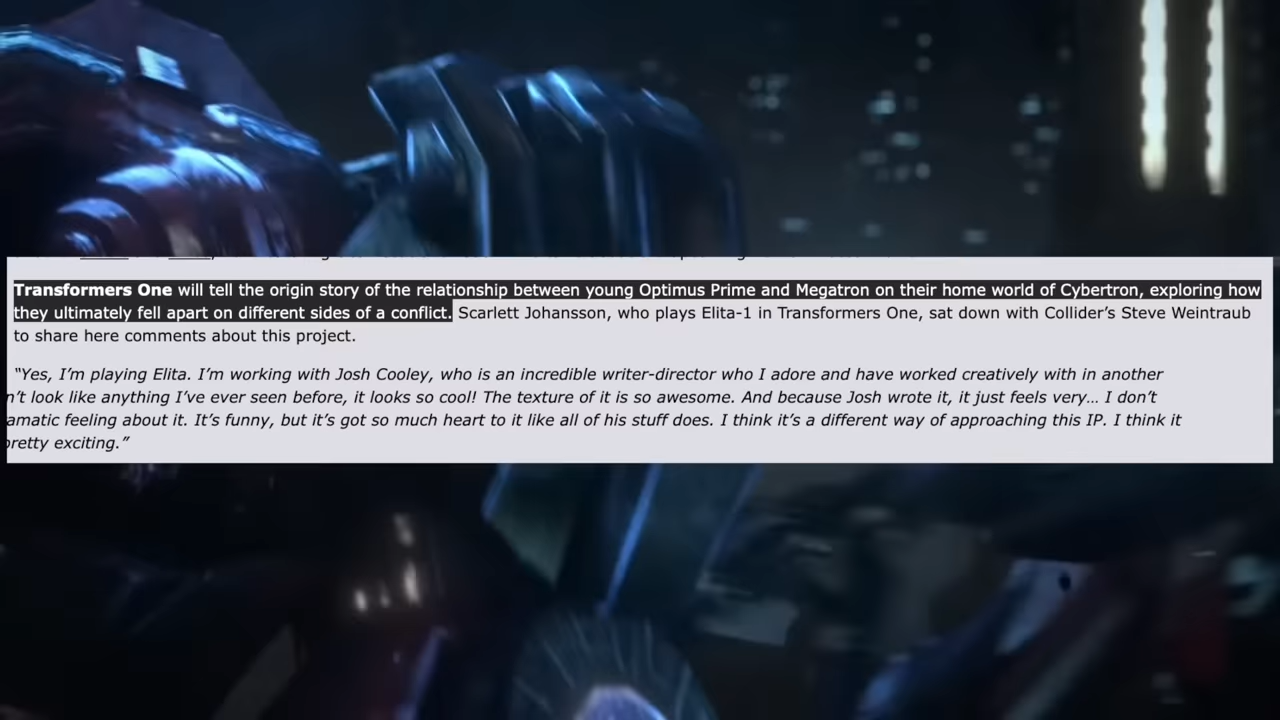 Transformers One will tell the origin story of the relationship between young Optimus Prime and Megatron on their home world of Cybertron, exploring how
they ultimately fell apart on different sides of a conflict. Scarlett Johansson, who plays Elita-1 in Transformers One, sat down with Collider’s Steve Weintraub
to share here comments about this project.
“Yes, I’m playing Elita. I’m working with Josh Cooley, who is an incredible writer-director who I adore and have worked creatively with in another
n’t look like anything I’ve ever seen before, it looks so cool! The texture of it is so awesome. And because Josh wrote it, it just feels very… I don’t
amatic feeling about it. It’s funny, but it’s got so much heart to it like all of his stuff does. I think it’s a different way of approaching this IP. I think it
pretty exciting.”